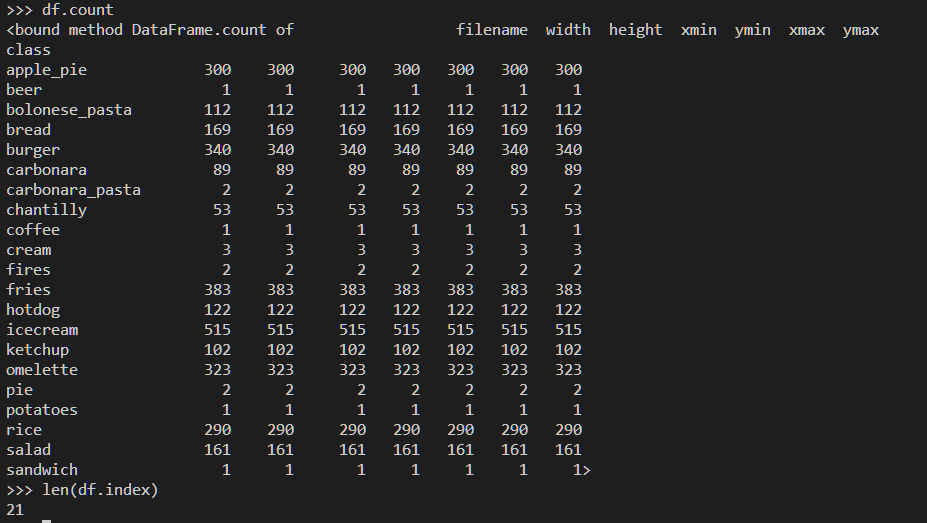 >>> df.count
<bound method DataFrame.count of                  filename  width  height  xmin  ymin  xmax  ymax
class
apple_pie             300    300     300   300   300   300   300
beer                    1      1       1     1     1     1     1
bolonese_pasta        112    112     112   112   112   112   112
bread                 169    169     169   169   169   169   169
burger                340    340     340   340   340   340   340
carbonara              89     89      89    89    89    89    89
carbonara_pasta         2      2       2     2     2     2     2
chantilly              53     53      53    53    53    53    53
coffee                  1      1       1     1     1     1     1
cream                   3      3       3     3     3     3     3
fires                   2      2       2     2     2     2     2
fries                 383    383     383   383   383   383   383
hotdog                122    122     122   122   122   122   122
icecream              515    515     515   515   515   515   515
ketchup               102    102     102   102   102   102   102
omelette              323    323     323   323   323   323   323
pie                     2      2       2     2     2     2     2
potatoes                1      1       1     1     1     1     1
rice                  290    290     290   290   290   290   290
salad                 161    161     161   161   161   161   161
sandwich                1      1       1     1     1     1     1>
>>> len(df.index)
21